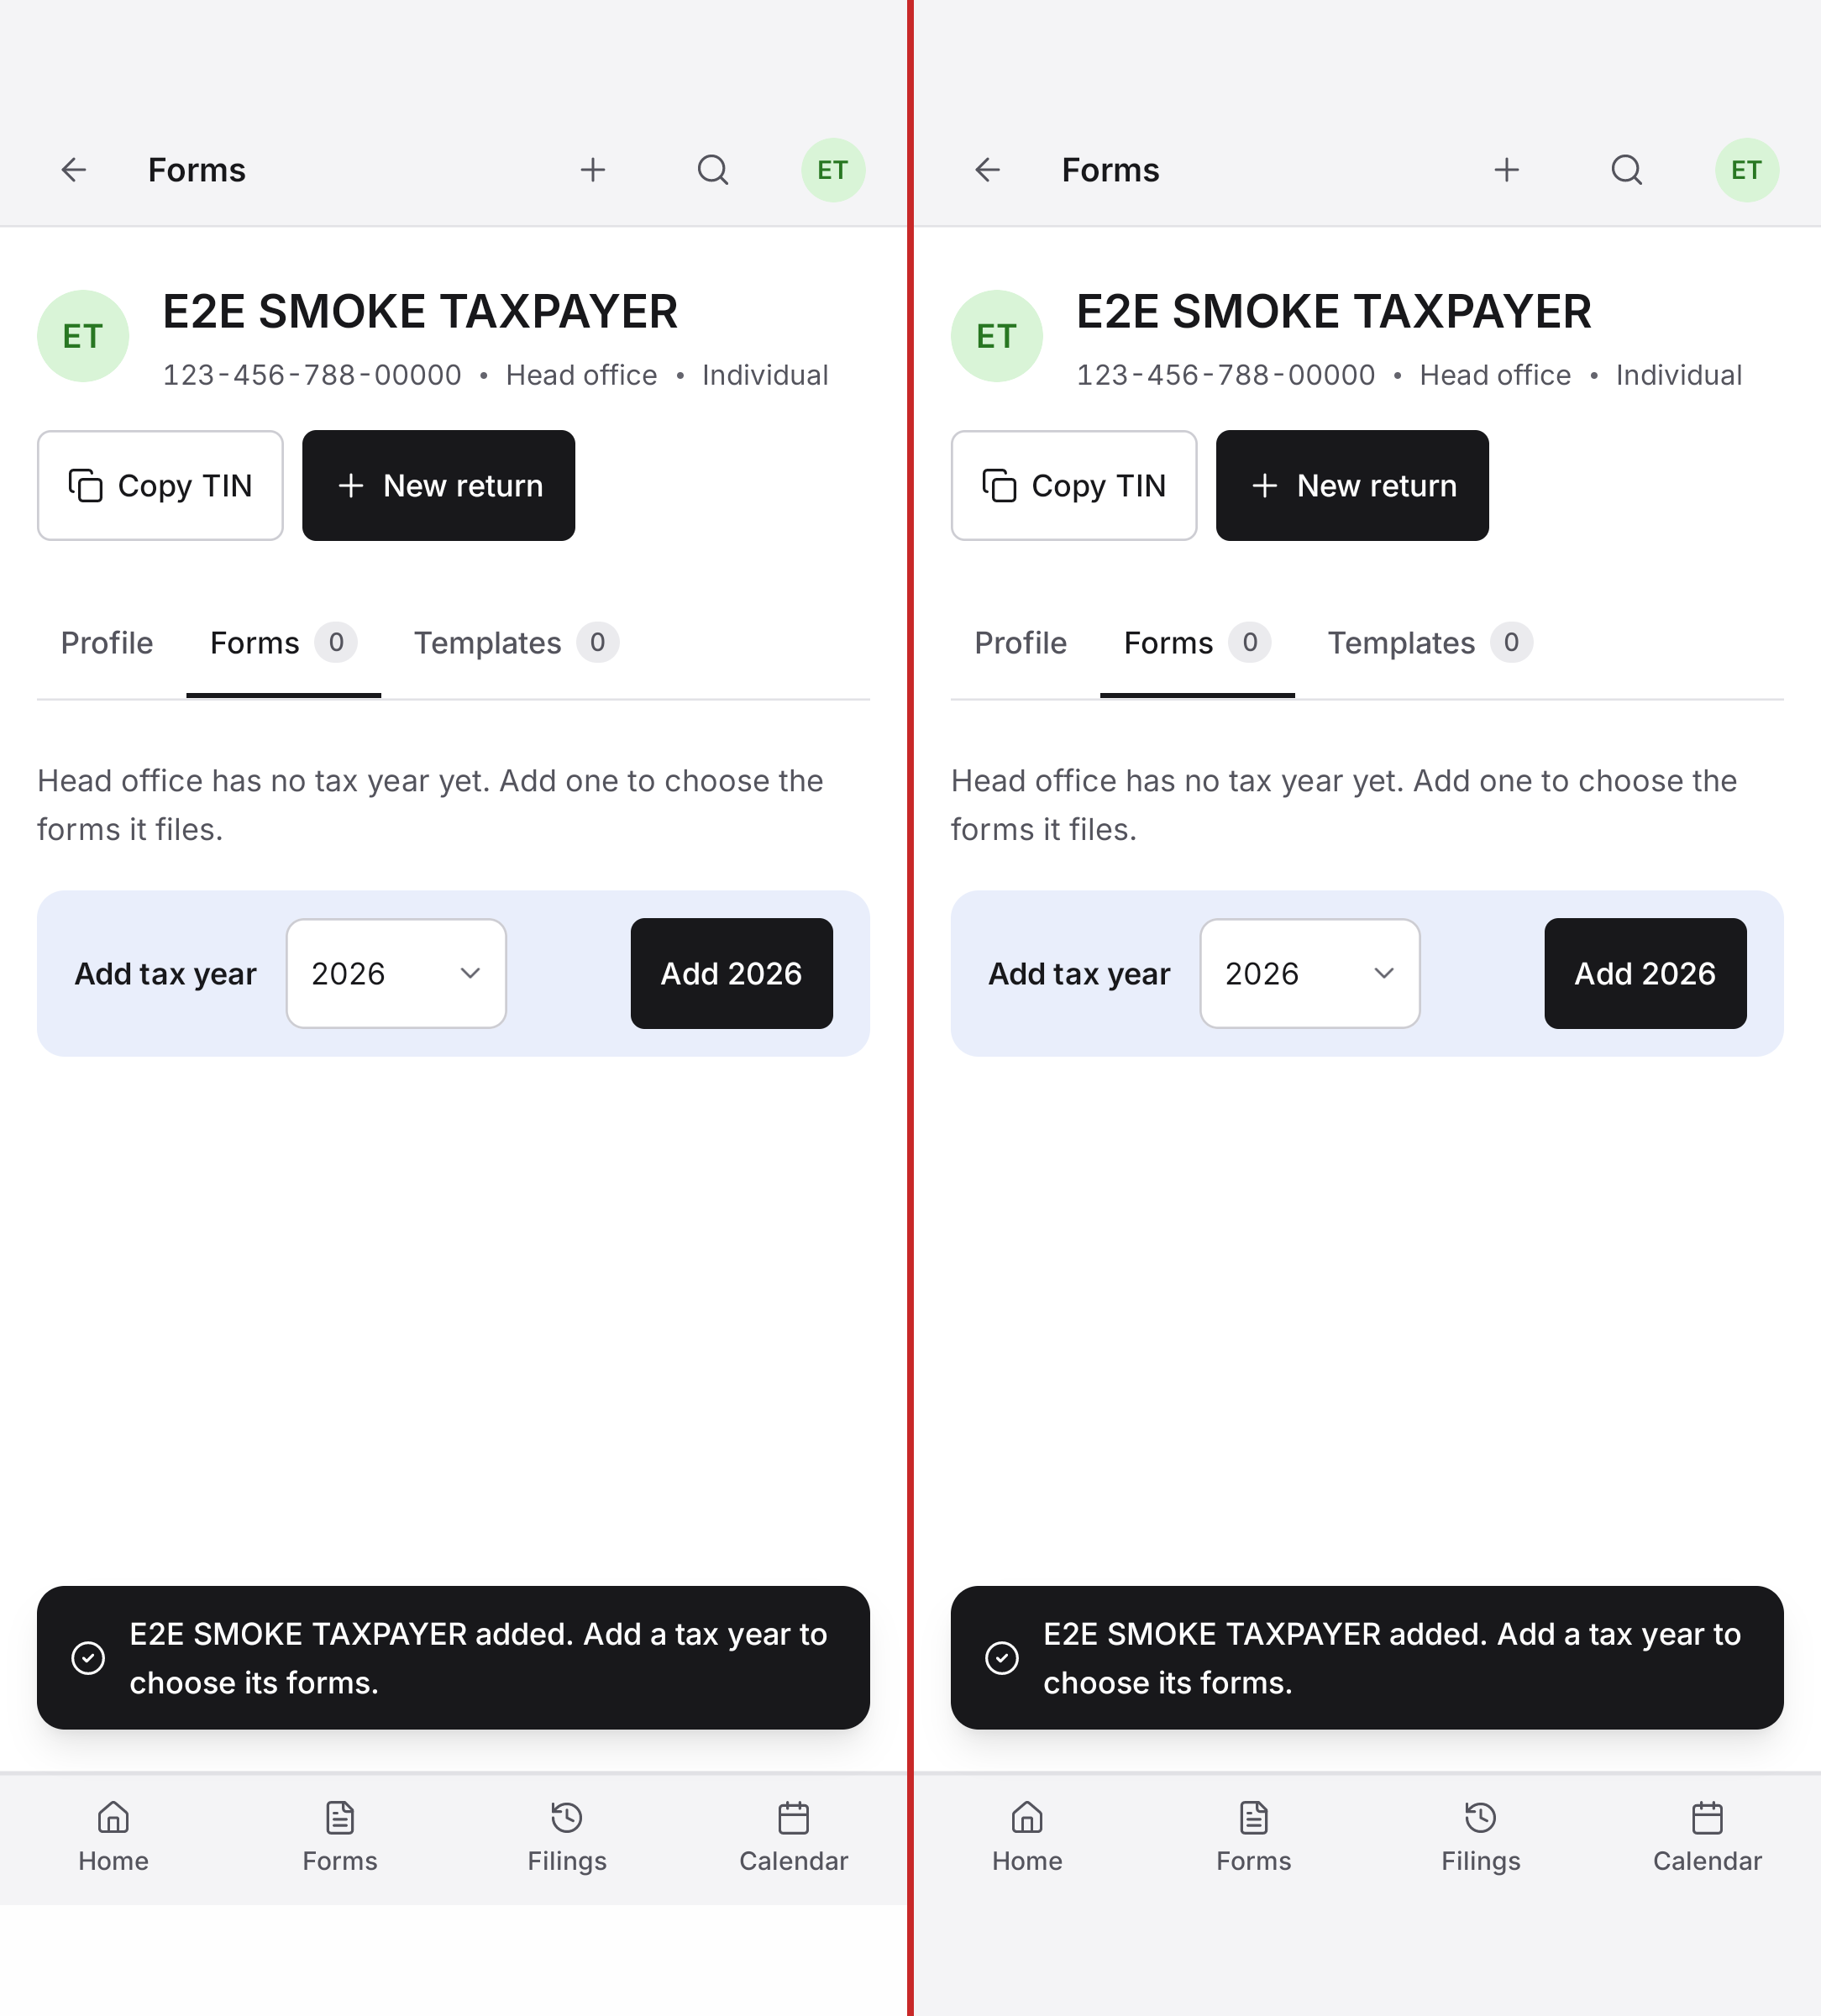 Forms
ET
ET
E2E SMOKE TAXPAYER
123-456-788-00000 • Head office • Individual
Copy TIN
New return
Profile
Forms 0
Templates 0
Head office has no tax year yet. Add one to choose the
forms it files.
Add tax year
2026
Add 2026
E2E SMOKE TAXPAYER added. Add a tax year to
choose its forms.
Home
Forms
Filings
Calendar
Forms
ET
ET
E2E SMOKE TAXPAYER
123-456-788-00000 • Head office • Individual
Copy TIN
New return
Profile
Forms 0
Templates 0
Head office has no tax year yet. Add one to choose the
forms it files.
Add tax year
2026
Add 2026
E2E SMOKE TAXPAYER added. Add a tax year to
choose its forms.
Home
Forms
Filings
Calendar